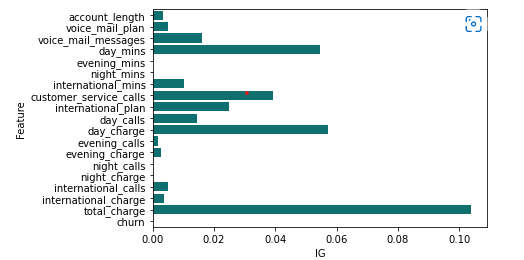 Feature
account_length
voice_mail_plan
voice_mail_messages
day_mins
evening_mins
night_mins
international_mins
customer_service_calls
international_plan
day_calls
day_charge
evening_calls
evening_charge
night_calls
night_charge
international_calls
international_charge
total_charge
churn
0.00 0.02 0.04 0.06 0.08 0.10
IG